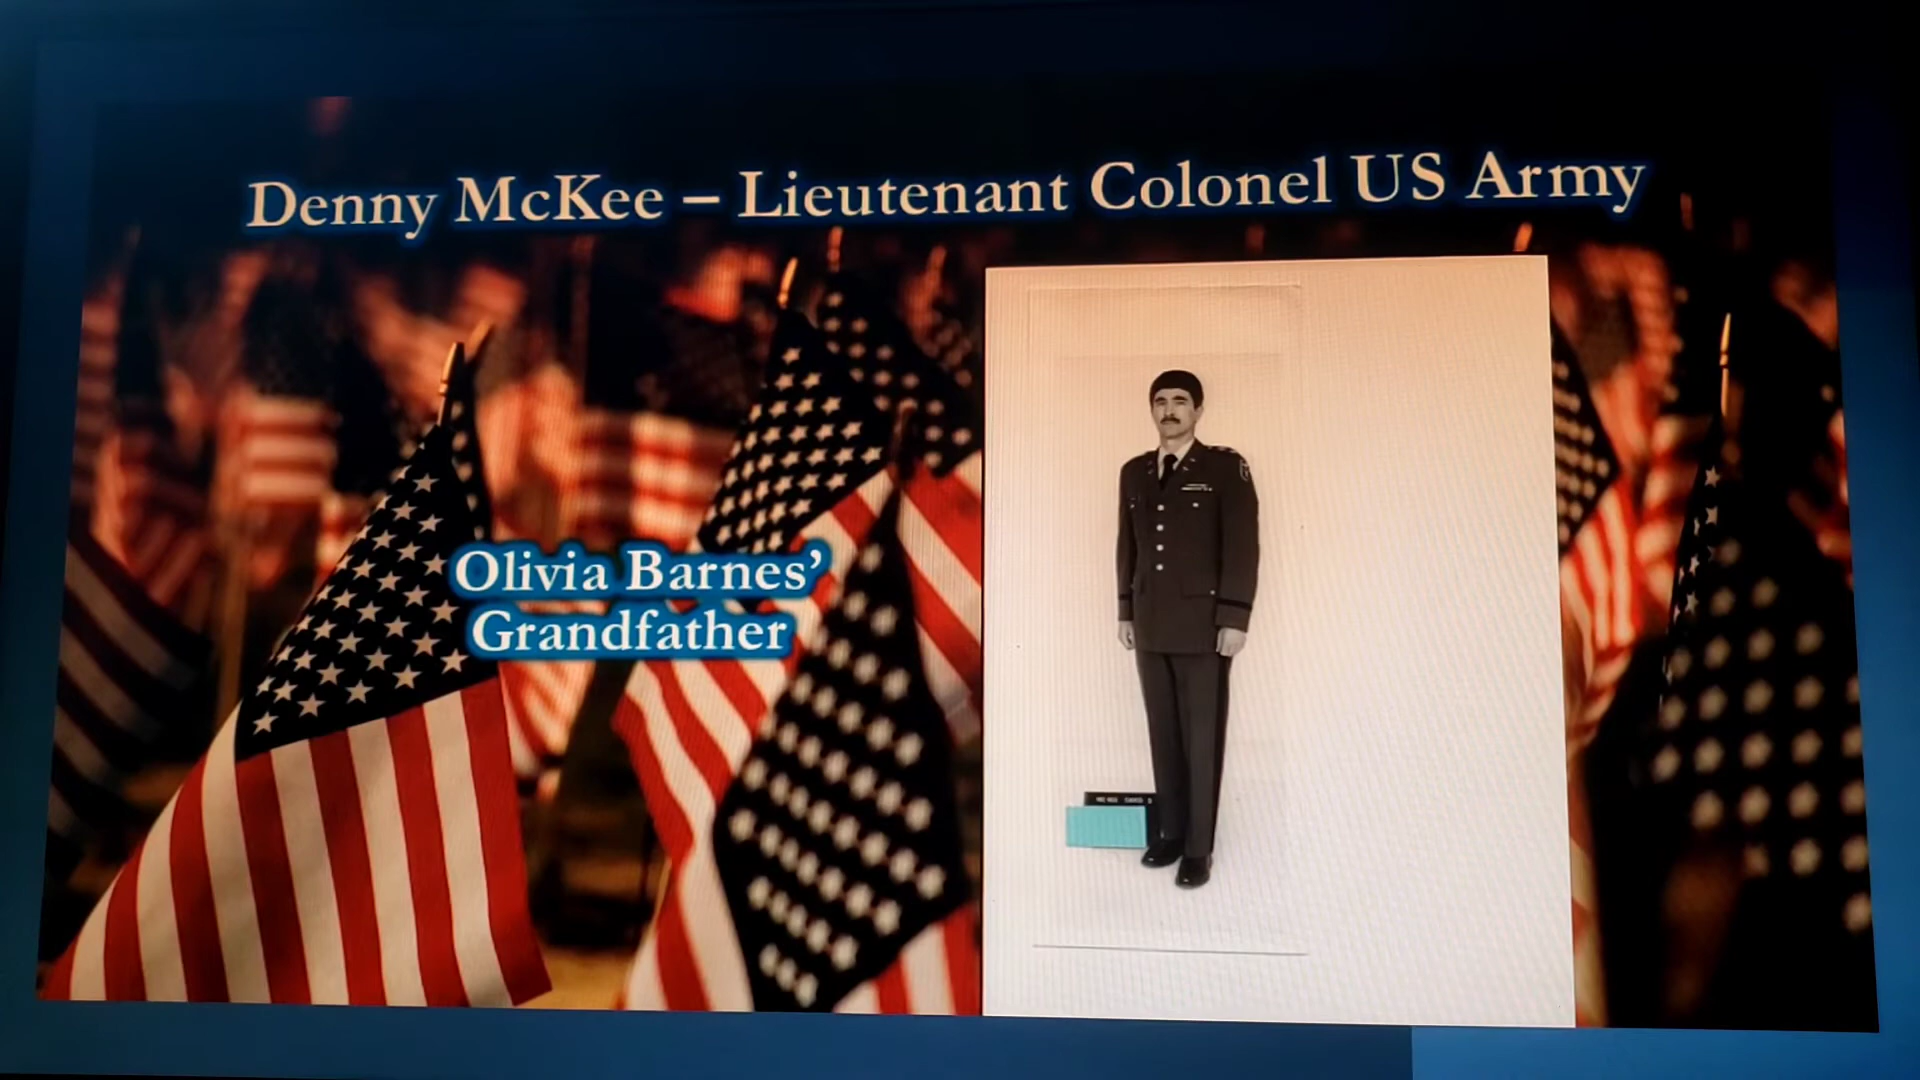 Denny McKee – Lieutenant Colonel US Army
Olivia Barnes’
Grandfather